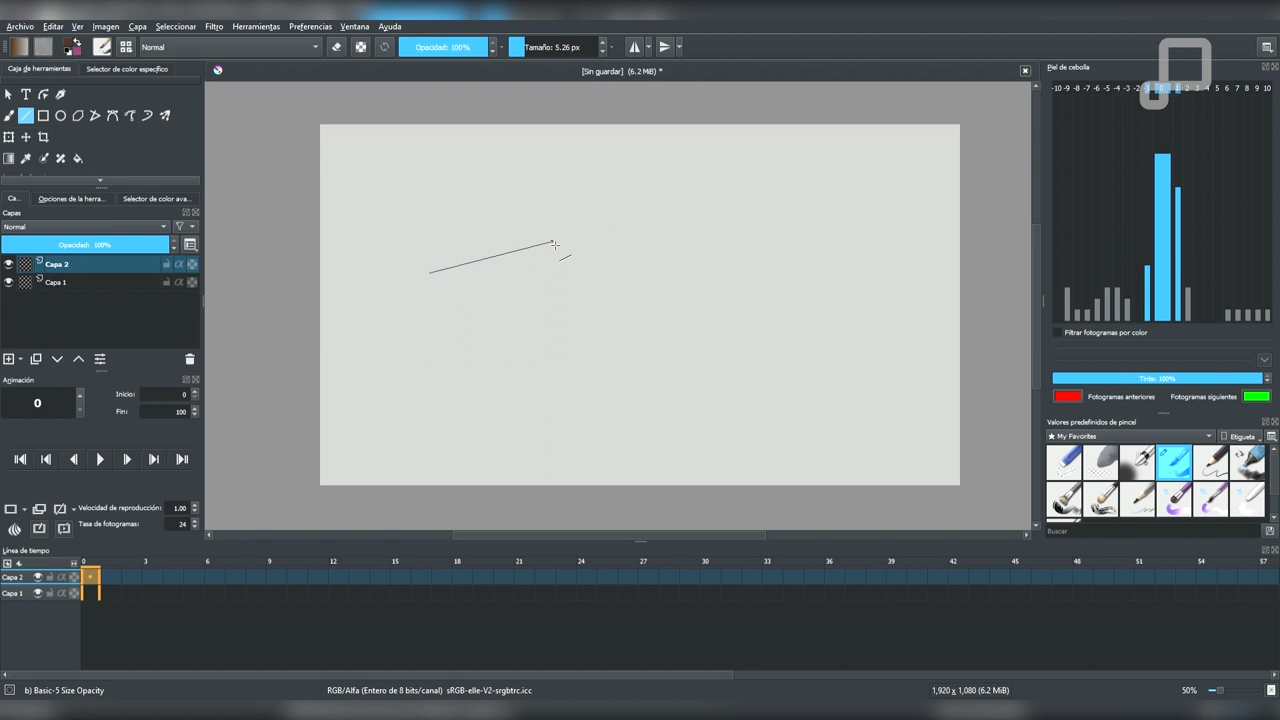 Archivo Editar Ver Imagen Capa Seleccionar Filtro Herramientas Preferencias Ventana Ayuda
Normal Opacidad: 100% Tamaño: 5.26 px
Caja de herramientas Selector de color específico
[Sin guardar] (6.2 MiB) *
Piel de cebolla
-10 -9 -8 -7 -6 -5 -4 -3 -2 -1 0 1 2 3 4 5 6 7 8 9 10
Ca... Opciones de la herra... Selector de color ava...
Capas
Normal
Opacidad: 100%
Capa 2
Capa 1
Filtrar fotogramas por color
Tinte: 100%
Fotogramas anteriores Fotogramas siguientes
Animación
0
Inicio: 0
Fin: 100
Valores predefinidos de pincel
My Favorites Etiqueta
Velocidad de reproducción: 1.00
Tasa de fotogramas: 24
Buscar
Línea de tiempo
0 3 6 9 12 15 18 21 24 27 30 33 36 39 42 45 48 51 54 57
Capa 2
Capa 1
b) Basic-5 Size Opacity RGB/Alfa (Entero de 8 bits/canal) sRGB-elle-V2-srgbtrc.icc 1,920 x 1,080 (6.2 MiB) 50%